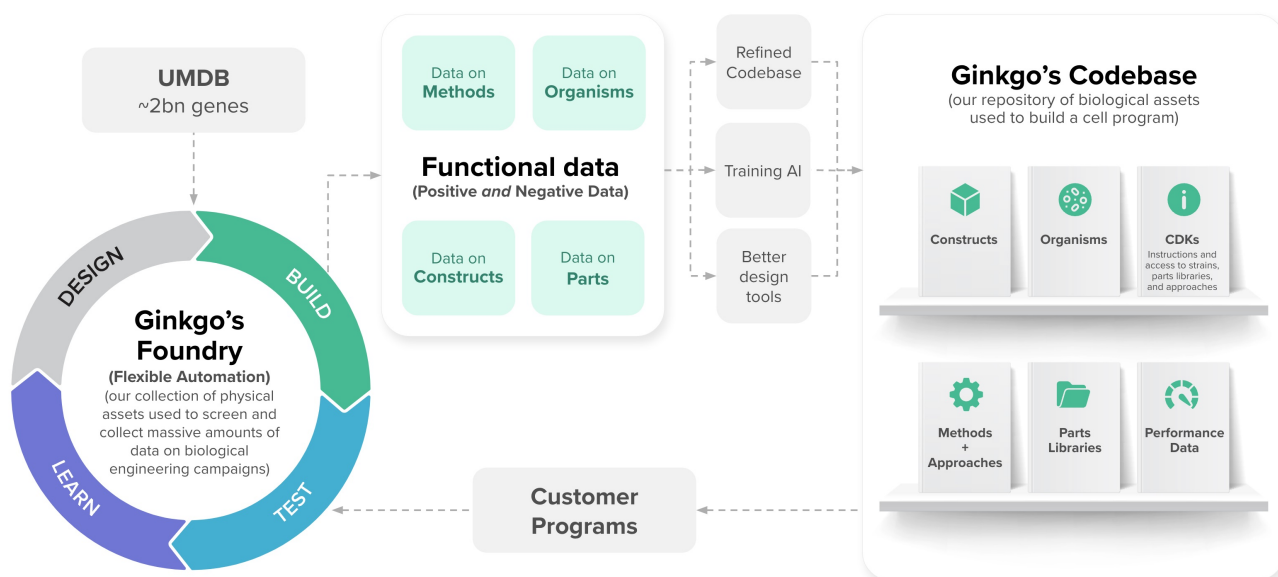 UMDB
~2bn genes
DESIGN
BUILD
TEST
LEARN
Ginkgo’s
Foundry
(Flexible Automation)
(our collection of physical
assets used to screen and
collect massive amounts of
data on biological
engineering campaigns)
Data on
Methods
Data on
Organisms
Functional data
(Positive and Negative Data)
Data on
Constructs
Data on
Parts
Refined
Codebase
Training AI
Better
design
tools
Ginkgo’s Codebase
(our repository of biological assets
used to build a cell program)
Constructs
Organisms
CDKs
Instructions and
access to strains,
parts libraries,
and approaches
Methods
+
Approaches
Parts
Libraries
Performance
Data
Customer
Programs